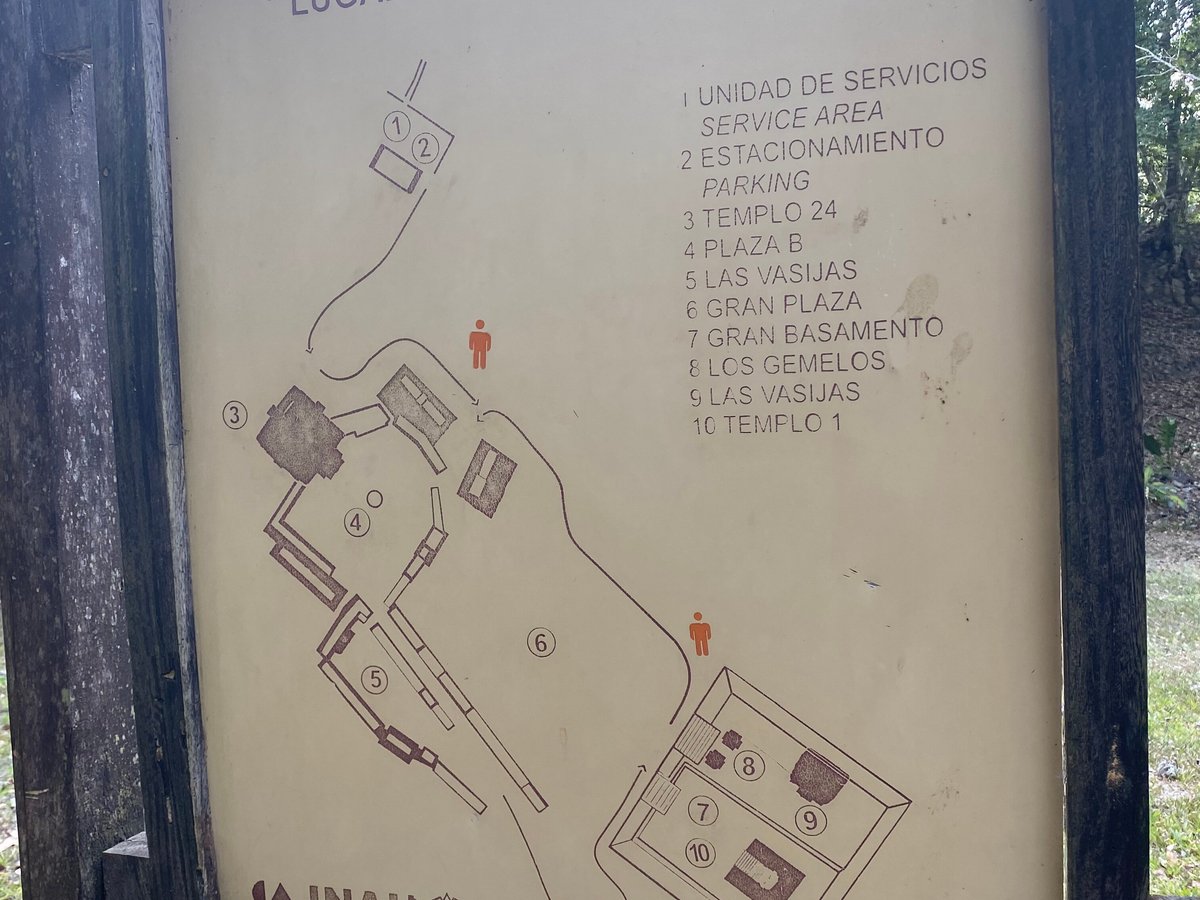 1 UNIDAD DE SERVICIOS
SERVICE AREA
2 ESTACIONAMIENTO
PARKING
3 TEMPLO 24
4 PLAZA B
5 LAS VASIJAS
6 GRAN PLAZA
7 GRAN BASAMENTO
8 LOS GEMELOS
9 LAS VASIJAS
10 TEMPLO 1
1
2
3
4
6
5
8
7
9
10
INAH